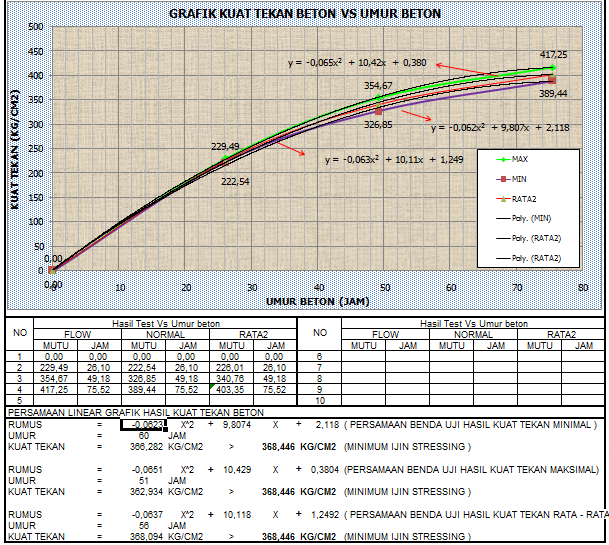 GRAFIK KUAT TEKAN BETON VS UMUR BETON
KUAT TEKAN (KG/CM2)
500
450
400
350
300
250
200
150
100
50
0
y = -0,065x² + 10,42x + 0,380
417,25
354,67
389,44
326,85
y = -0,062x² + 9,807x + 2,118
229,49
y = -0,063x² + 10,11x + 1,249
222,54
MAX
MIN
RATA2
Poly. (MIN)
Poly. (RATA2)
Poly. (RATA2)
0,00
0,00
0 10 20 30 40 50 60 70 80
UMUR BETON (JAM)
NO Hasil Test Vs Umur beton NO Hasil Test Vs Umur beton
FLOW NORMAL RATA2 FLOW NORMAL RATA2
MUTU JAM MUTU JAM MUTU JAM MUTU JAM MUTU JAM MUTU JAM
1 0,00 0,00 0,00 0,00 0,00 0,00 6
2 229,49 26,10 222,54 26,10 226,01 26,10 7
3 354,67 49,18 326,85 49,18 340,76 49,18 8
4 417,25 75,52 389,44 75,52 403,35 75,52 9
5 10
PERSAMAAN LINEAR GRAFIK HASIL KUAT TEKAN BETON
RUMUS = -0,0623 X^2 + 9,8074 X + 2,118 ( PERSAMAAN BENDA UJI HASIL KUAT TEKAN MINIMAL )
UMUR = 60 JAM
KUAT TEKAN = 366,282 KG/CM2 > 368,446 KG/CM2 (MINIMUM IJIN STRESSING )
RUMUS = -0,0651 X^2 + 10,429 X + 0,3804 (PERSAMAAN BENDA UJI HASIL KUAT TEKAN MAKSIMAL)
UMUR = 51 JAM
KUAT TEKAN = 362,934 KG/CM2 > 368,446 KG/CM2 (MINIMUM IJIN STRESSING )
RUMUS = -0,0637 X^2 + 10,118 X + 1,2492 ( PERSAMAAN BENDA UJI HASIL KUAT TEKAN RATA - RATA
UMUR = 56 JAM
KUAT TEKAN = 368,094 KG/CM2 > 368,446 KG/CM2 (MINIMUM IJIN STRESSING )